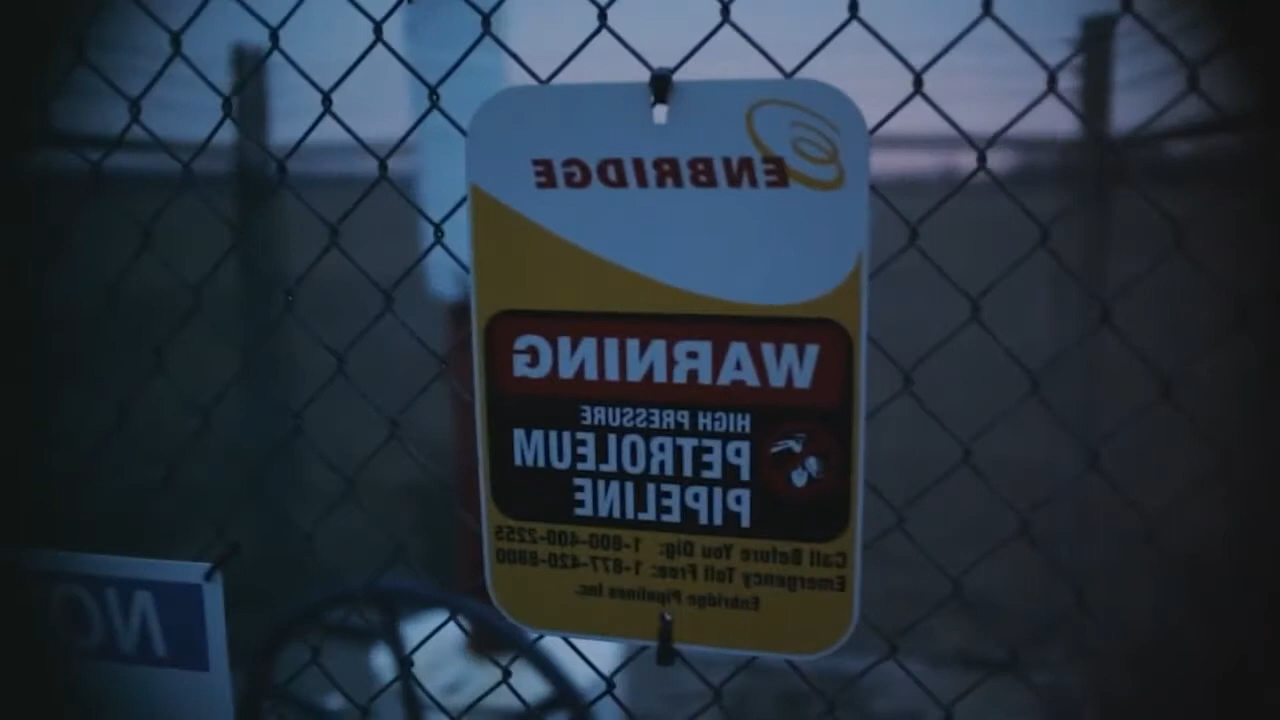 ENBRIDGE
WARNING
HIGH PRESSURE
PETROLEUM
PIPELINE
Call Before You Dig: 1-800-400-2255
Emergency Toll Free: 1-877-420-8800
Enbridge Pipelines Inc.
NO